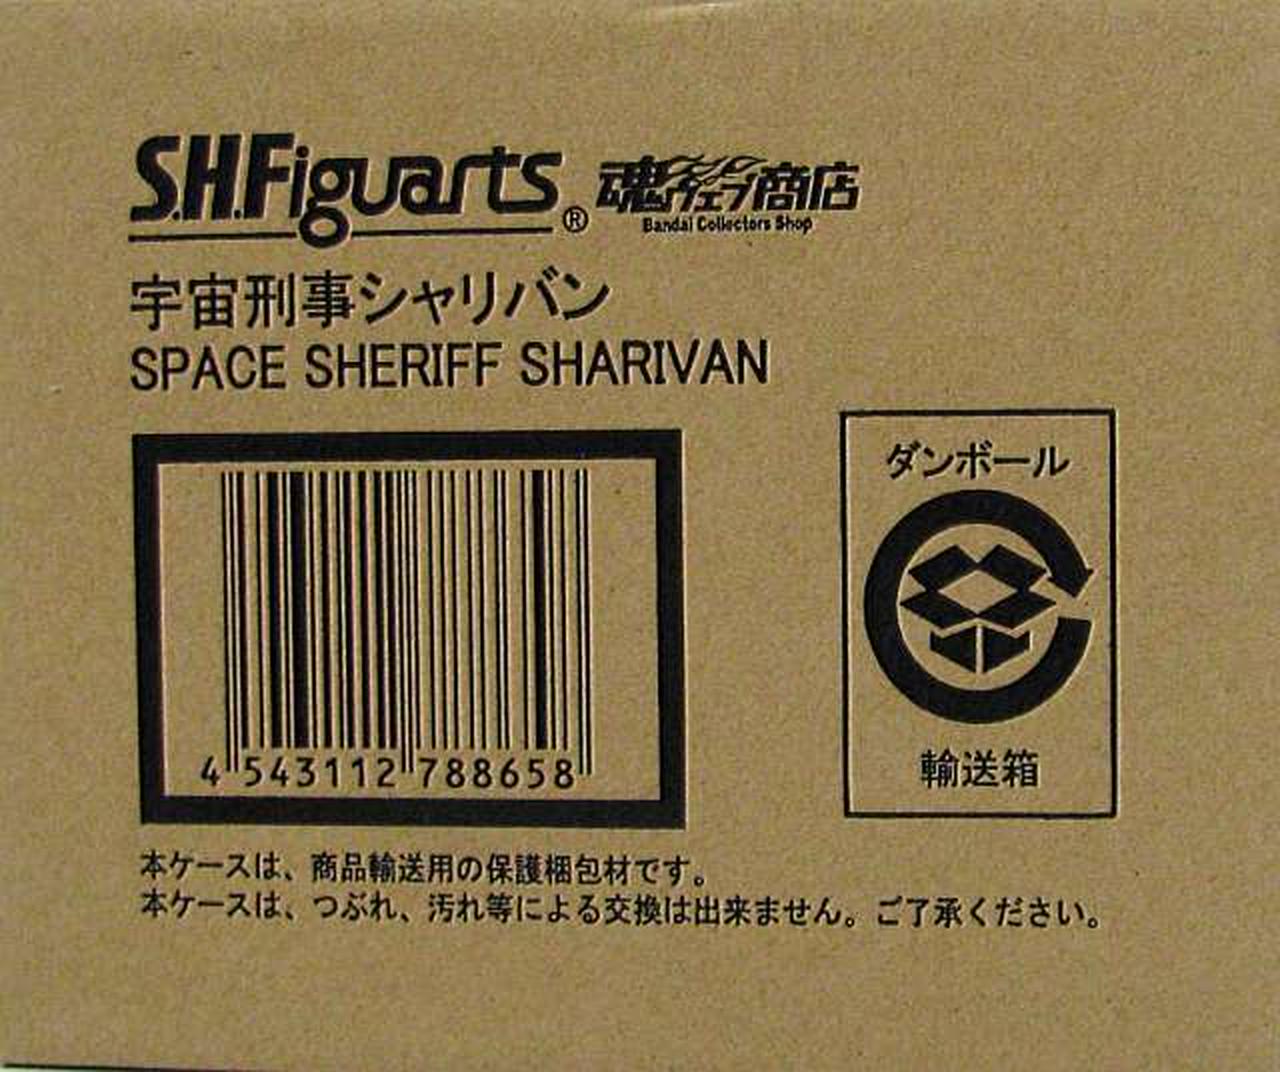 S.H.Figuarts® 魂ウェブ商店
Bandai Collectors Shop
宇宙刑事シャリバン
SPACE SHERIFF SHARIVAN
4 543112 788658
ダンボール
輸送箱
本ケースは、商品輸送用の保護梱包材です。
本ケースは、つぶれ、汚れ等による交換は出来ません。ご了承ください。